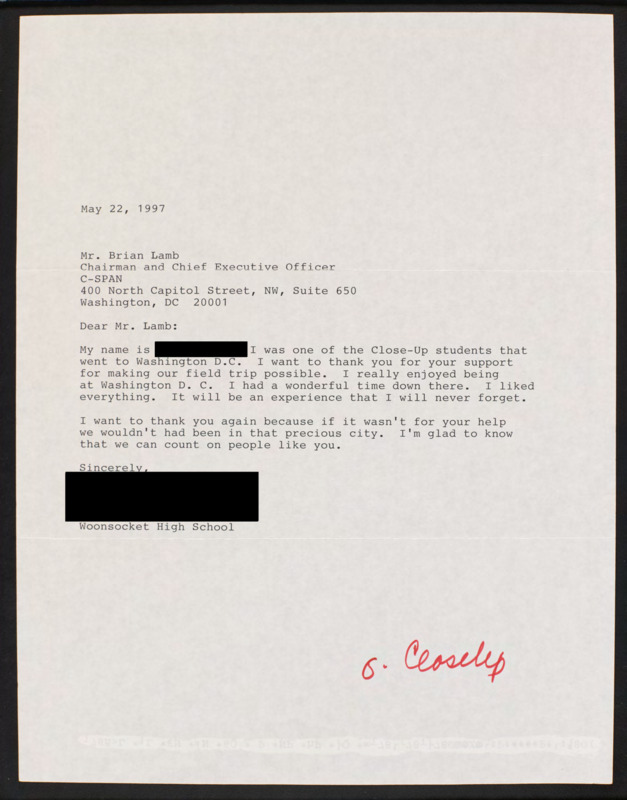 May 22, 1997
Mr. Brian Lamb
Chairman and Chief Executive Officer
C-SPAN
400 North Capitol Street, NW, Suite 650
Washington, DC 20001
Dear Mr. Lamb:
My name is I was one of the Close-Up students that
went to Washington D.C. I want to thank you for your support
for making our field trip possible. I really enjoyed being
at Washington D. C. I had a wonderful time down there. I liked
everything. It will be an experience that I will never forget.
I want to thank you again because if it wasn't for your help
we wouldn't had been in that precious city. I'm glad to know
that we can count on people like you.
Sincerely,
Woonsocket High School
Closeup